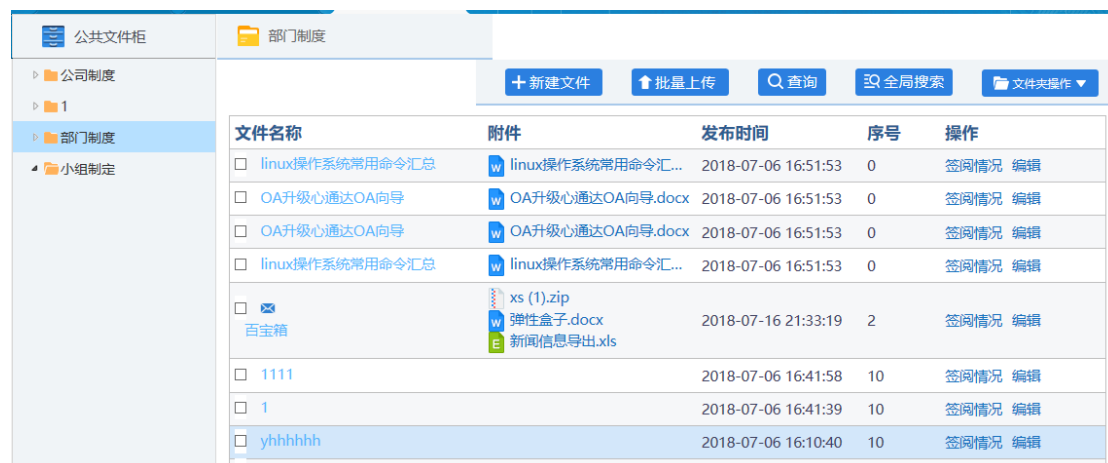 公共文件柜
部门制度
公司制度
1
部门制度
小组制定
新建文件 批量上传 查询 全局搜索 文件夹操作
文件名称 附件 发布时间 序号 操作
linux操作系统常用命令汇总 linux操作系统常用命令汇... 2018-07-06 16:51:53 0 签阅情况 编辑
OA升级心通达OA向导 OA升级心通达OA向导.docx 2018-07-06 16:51:53 0 签阅情况 编辑
OA升级心通达OA向导 OA升级心通达OA向导.docx 2018-07-06 16:51:53 0 签阅情况 编辑
linux操作系统常用命令汇总 linux操作系统常用命令汇... 2018-07-06 16:51:53 0 签阅情况 编辑
百宝箱
xs (1).zip
弹性盒子.docx
新闻信息导出.xls
2018-07-16 21:33:19 2 签阅情况 编辑
1111 2018-07-06 16:41:58 10 签阅情况 编辑
1 2018-07-06 16:41:39 10 签阅情况 编辑
yhhhhhh 2018-07-06 16:10:40 10 签阅情况 编辑